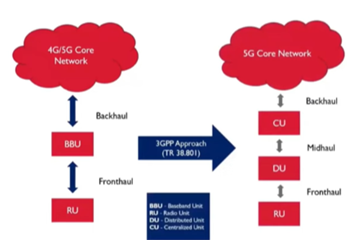 4G/5G Core
Network
Backhaul
BBU
Fronthaul
RU
3GPP Approach
(TR 38.801)
BBU - Baseband Unit
RU - Radio Unit
DU - Distributed Unit
CU - Centralized Unit
5G Core Network
Backhaul
CU
Midhaul
DU
Fronthaul
RU